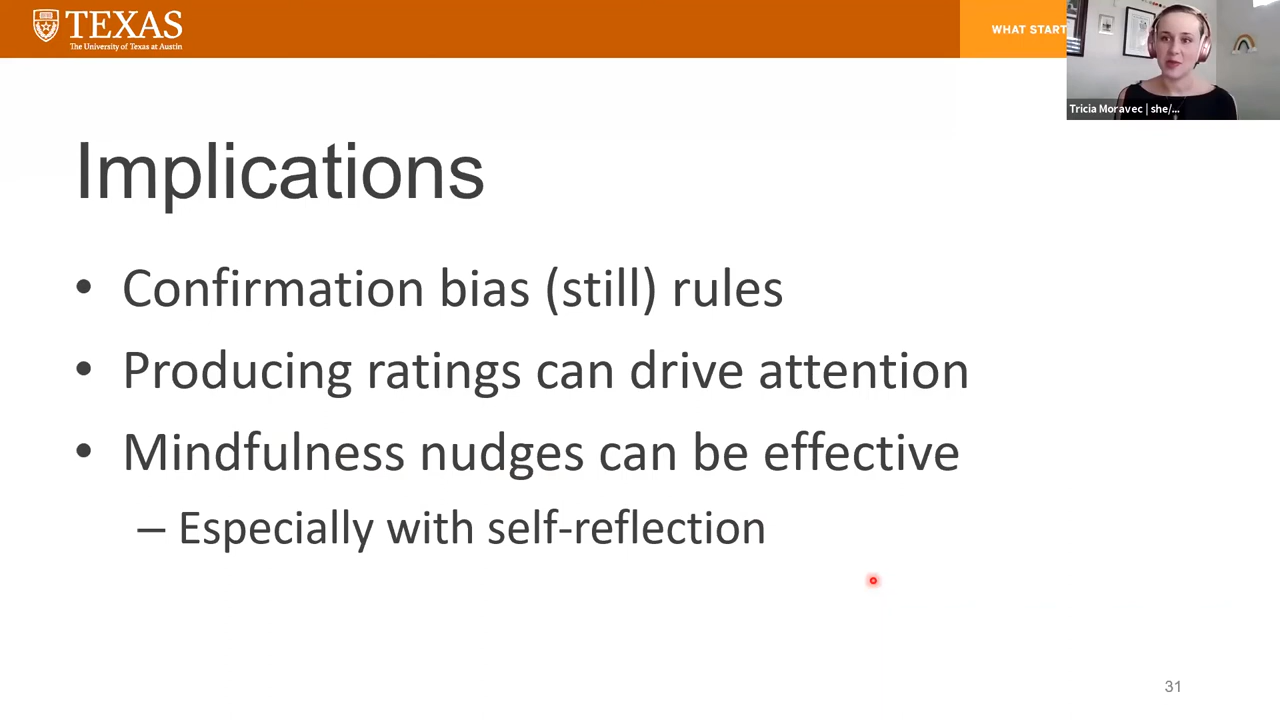 TEXAS
The University of Texas at Austin
WHAT START
Tricia Moravec | she/...
Implications
• Confirmation bias (still) rules
• Producing ratings can drive attention
• Mindfulness nudges can be effective
– Especially with self-reflection
31